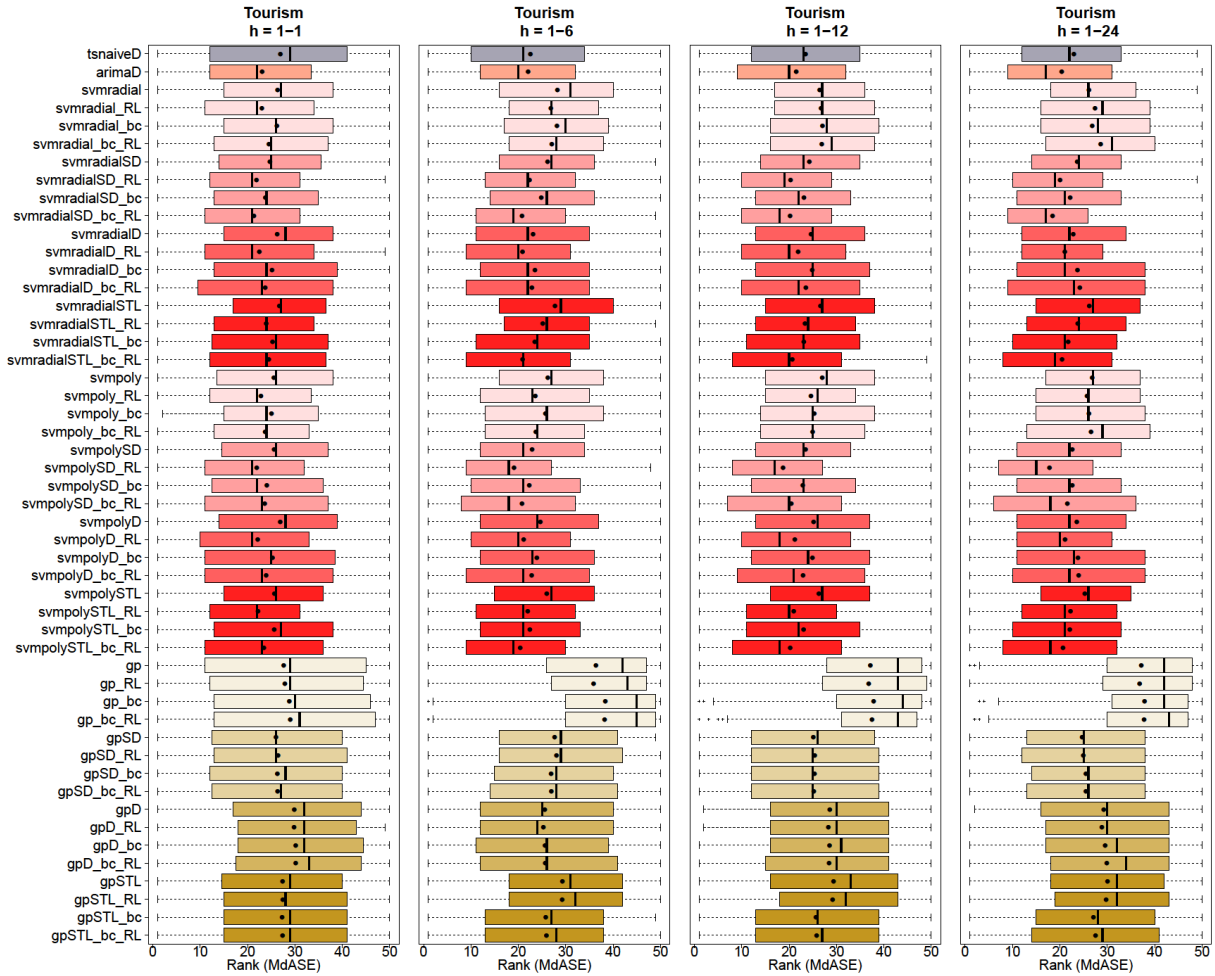 Tourism
h = 1−1
Tourism
h = 1−6
Tourism
h = 1−12
Tourism
h = 1−24
tsnaiveD
arimaD
svmradial
svmradial_RL
svmradial_bc
svmradial_bc_RL
svmradialSD
svmradialSD_RL
svmradialSD_bc
svmradialSD_bc_RL
svmradialD
svmradialD_RL
svmradialD_bc
svmradialD_bc_RL
svmradialSTL
svmradialSTL_RL
svmradialSTL_bc
svmradialSTL_bc_RL
svmpoly
svmpoly_RL
svmpoly_bc
svmpoly_bc_RL
svmpolySD
svmpolySD_RL
svmpolySD_bc
svmpolySD_bc_RL
svmpolyD
svmpolyD_RL
svmpolyD_bc
svmpolyD_bc_RL
svmpolySTL
svmpolySTL_RL
svmpolySTL_bc
svmpolySTL_bc_RL
gp
gp_RL
gp_bc
gp_bc_RL
gpSD
gpSD_RL
gpSD_bc
gpSD_bc_RL
gpD
gpD_RL
gpD_bc
gpD_bc_RL
gpSTL
gpSTL_RL
gpSTL_bc
gpSTL_bc_RL
0 10 20 30 40 50
0 10 20 30 40 50
0 10 20 30 40 50
0 10 20 30 40 50
Rank (MdASE)
Rank (MdASE)
Rank (MdASE)
Rank (MdASE)